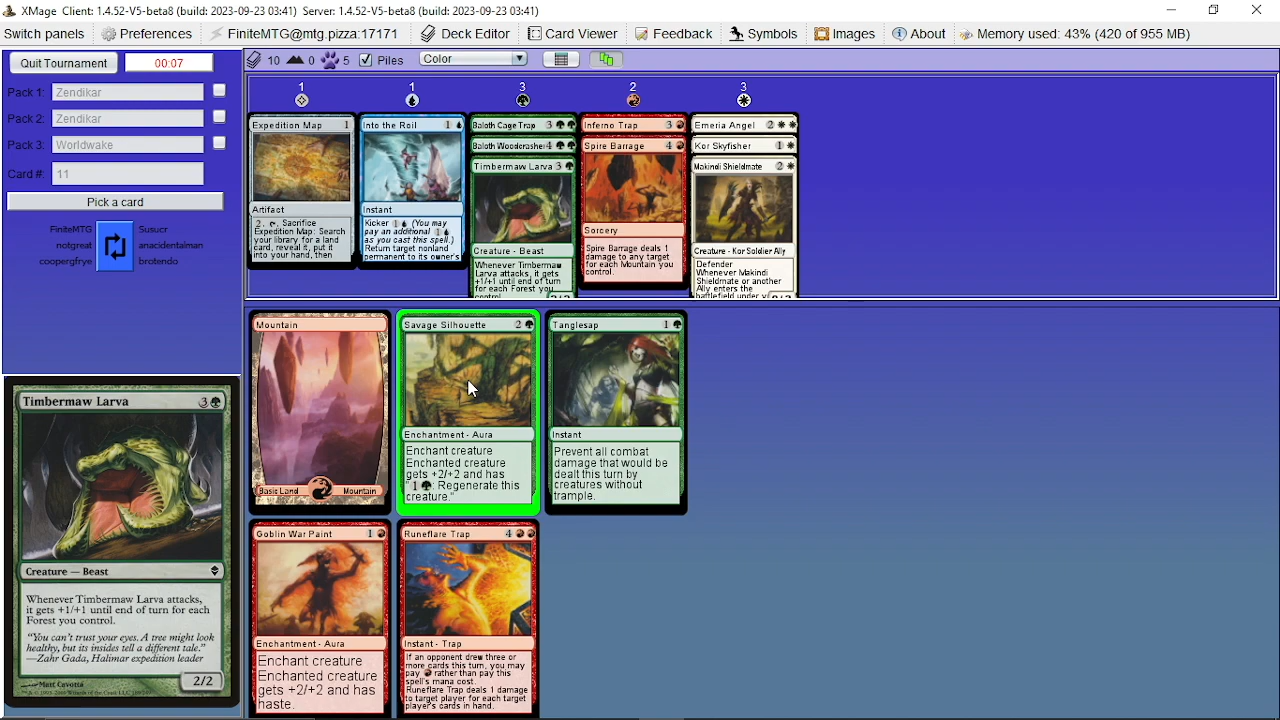 XMage Client: 1.4.52-V5-beta8 (build: 2023-09-23 03:41) Server: 1.4.52-V5-beta8 (build: 2023-09-23 03:41)
Switch panels Preferences FiniteMTG@mtg.pizza:17171 Deck Editor Card Viewer Feedback Symbols Images About Memory used: 43% (420 of 955 MB)
Quit Tournament 00:07
10 0 5 Piles Color
Pack 1: Zendikar
Pack 2: Zendikar
Pack 3: Worldwake
Card #: 11
Pick a card
FiniteMTG Susucr
notgreat anacidentalman
coopergfrye brotendo
1 1 3 2 3
Expedition Map 1
Artifact
2, : Sacrifice
Expedition Map: Search
your library for a land
card, reveal it, put it
into your hand, then
Into the Roil 1
Instant
Kicker 1 (You may
pay an additional 1
as you cast this spell.)
Return target nonland
permanent to its owner's
Baloth Cage Trap 3
Baloth Woodcrasher 4
Timbermaw Larva 3
Creature - Beast
Whenever Timbermaw
Larva attacks, it gets
+1/+1 until end of turn
for each Forest you
control.
Inferno Trap 3
Spire Barrage 4
Sorcery
Spire Barrage deals 1
damage to any target
for each Mountain you
control.
Emeria Angel 2
Kor Skyfisher 1
Makindi Shieldmate 2
Creature - Kor Soldier Ally
Defender
Whenever Makindi
Shieldmate or another
Ally enters the
battlefield under
Mountain
Basic Land Mountain
Savage Silhouette 2
Enchantment - Aura
Enchant creature
Enchanted creature
gets +2/+2 and has
"1 : Regenerate this
creature."
Tanglesap 1
Instant
Prevent all combat
damage that would be
dealt this turn by
creatures without
trample.
Goblin War Paint 1
Enchantment - Aura
Enchant creature
Enchanted creature
gets +2/+2 and has
haste.
Runeflare Trap 4
Instant - Trap
If an opponent drew three
or more cards this turn, you may
pay rather than pay this
spell's mana cost.
Runeflare Trap deals 1 damage
to target player for each target
player's cards in hand.
Timbermaw Larva 3
Creature — Beast
Whenever Timbermaw Larva attacks,
it gets +1/+1 until end of turn for each
Forest you control.
"You can't trust your eyes. A tree might look
healthy, but its insides tell a different tale."
—Zahr Gada, Halimar expedition leader
Matt Cavotta
2/2